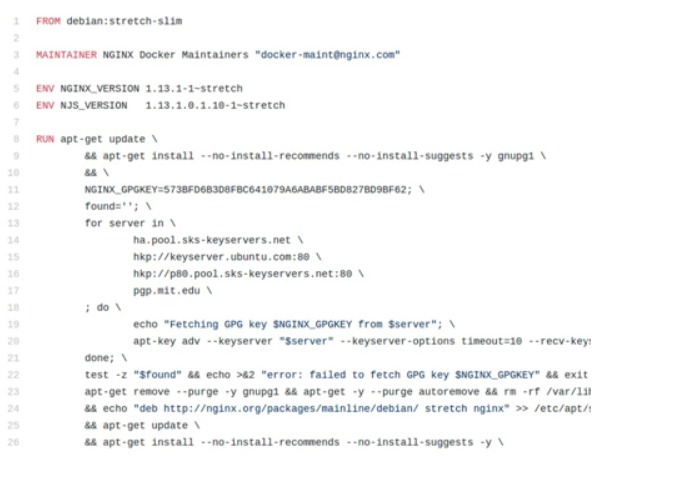 1 FROM debian:stretch-slim
2
3 MAINTAINER NGINX Docker Maintainers "docker-maint@nginx.com"
4
5 ENV NGINX_VERSION 1.13.1-1~stretch
6 ENV NJS_VERSION   1.13.1.0.1.10-1~stretch
7
8 RUN apt-get update \
9 && apt-get install --no-install-recommends --no-install-suggests -y gnupg1 \
10 && \
11 NGINX_GPGKEY=573BFD6B3D8FBC641079A6ABABF5BD827BD9BF62; \
12 found=''; \
13 for server in \
14 ha.pool.sks-keyservers.net \
15 hkp://keyserver.ubuntu.com:80 \
16 hkp://p80.pool.sks-keyservers.net:80 \
17 pgp.mit.edu \
18 ; do \
19 echo "Fetching GPG key $NGINX_GPGKEY from $server"; \
20 apt-key adv --keyserver "$server" --keyserver-options timeout=10 --recv-keys
21 done; \
22 test -z "$found" && echo >&2 "error: failed to fetch GPG key $NGINX_GPGKEY" && exit
23 apt-get remove --purge -y gnupg1 && apt-get -y --purge autoremove && rm -rf /var/lib
24 && echo "deb http://nginx.org/packages/mainline/debian/ stretch nginx" >> /etc/apt/s
25 && apt-get update \
26 && apt-get install --no-install-recommends --no-install-suggests -y \